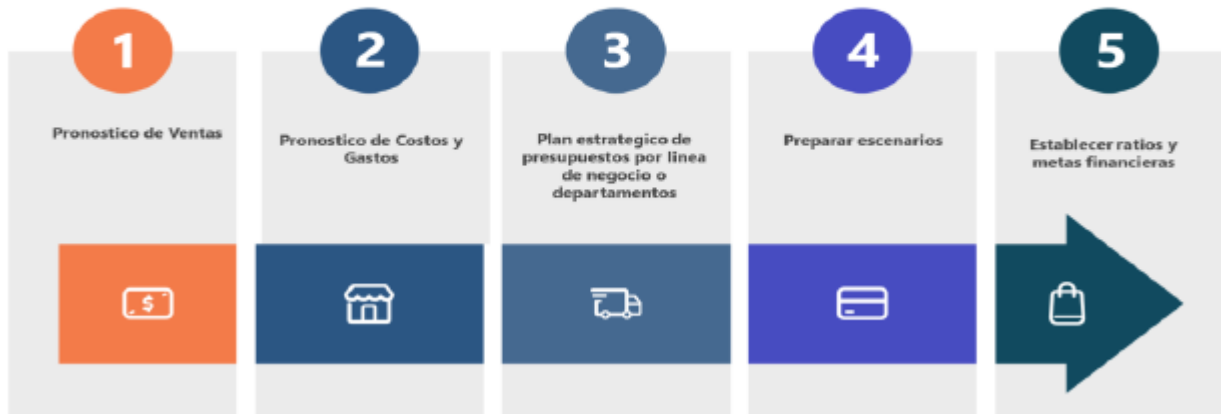 1
Pronostico de Ventas
2
Pronostico de Costos y
Gastos
3
Plan estrategico de
presupuestos por linea
de negocio o
departamentos
4
Preparar escenarios
5
Establecer ratios y
metas financieras
$